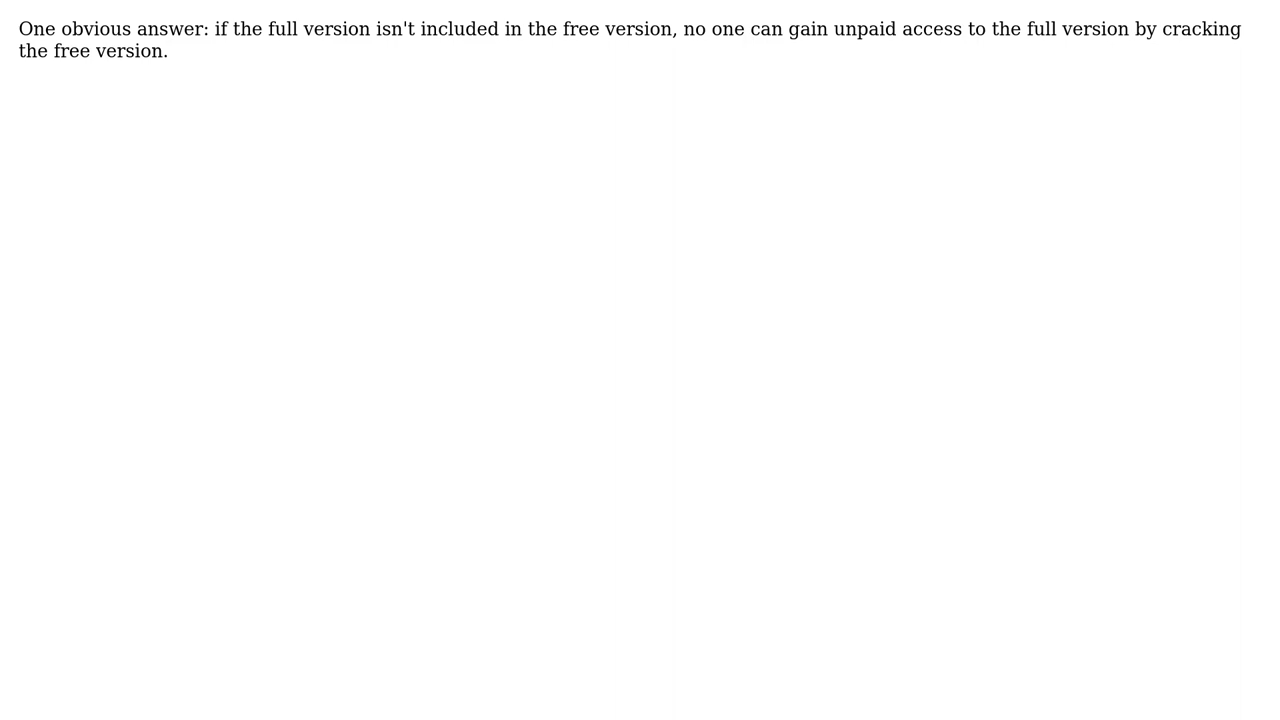 One obvious answer: if the full version isn't included in the free version, no one can gain unpaid access to the full version by cracking
the free version.